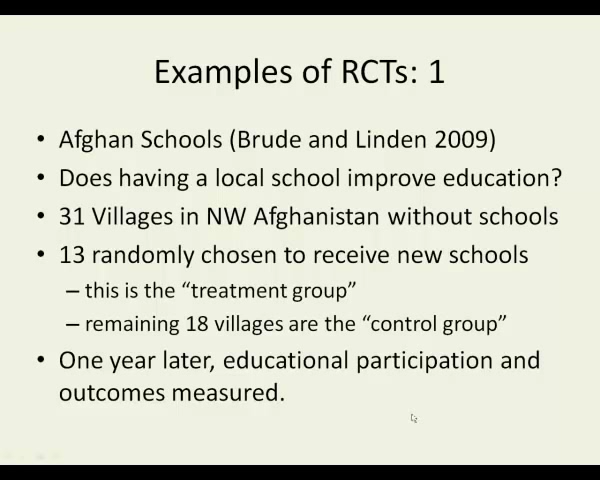 Examples of RCTs: 1
• Afghan Schools (Brude and Linden 2009)
• Does having a local school improve education?
• 31 Villages in NW Afghanistan without schools
• 13 randomly chosen to receive new schools
– this is the “treatment group”
– remaining 18 villages are the “control group”
• One year later, educational participation and
outcomes measured.